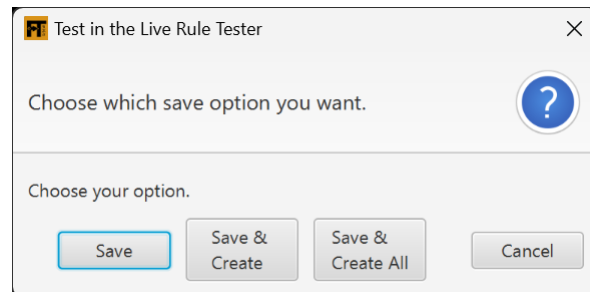 FT Test in the Live Rule Tester
Choose which save option you want.
?
Choose your option.
Save
Save &
Create
Save &
Create All
Cancel